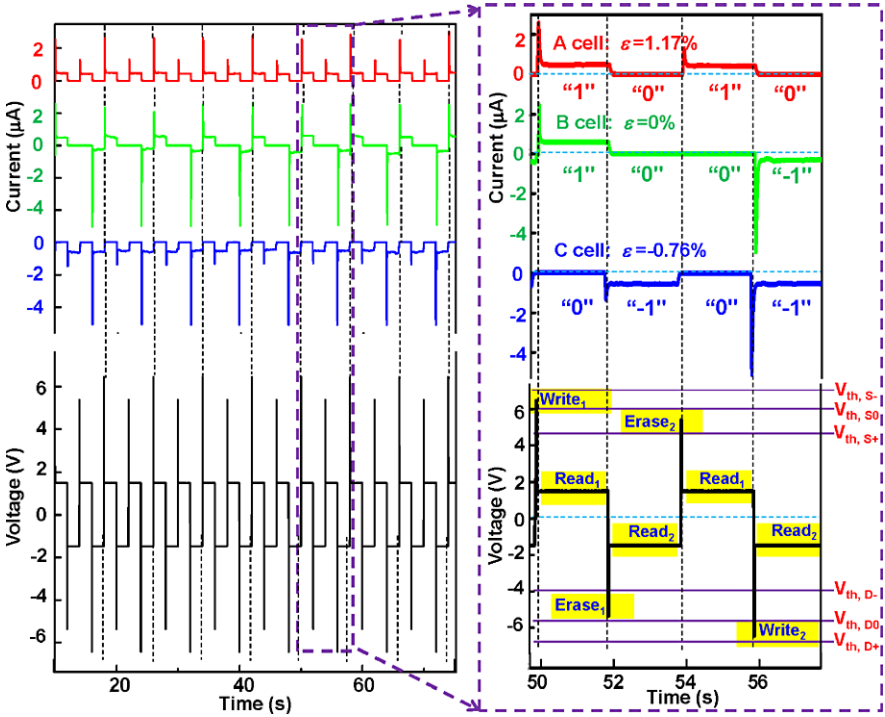 2
0
Current (µA)
2
0
-2
-4
0
-2
-4
6
4
2
0
-2
-4
-6
Voltage (V)
20 40 60
Time (s)
2
0
A cell: ε=1.17%
“1” “0” “1” “0”
Current (µA)
2
0
-2
-4
B cell: ε=0%
“1” “0” “0” “-1”
C cell: ε=-0.76%
0
-2
-4
“0” “-1” “0” “-1”
Voltage (V)
6
4
2
0
-2
-4
-6
Write1
Erase2
Read1
Read1
Read2
Read2
Erase1
Write2
Vth, S-
Vth, S0
Vth, S+
Vth, D-
Vth, D0
Vth, D+
50 52 54 56
Time (s)